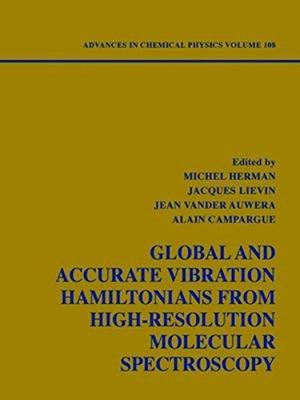 ADVANCES IN CHEMICAL PHYSICS VOLUME 108
Edited by
MICHEL HERMAN
JACQUES LIEVIN
JEAN VANDER AUWERA
ALAIN CAMPARGUE
GLOBAL AND
ACCURATE VIBRATION
HAMILTONIANS FROM
HIGH-RESOLUTION
MOLECULAR
SPECTROSCOPY